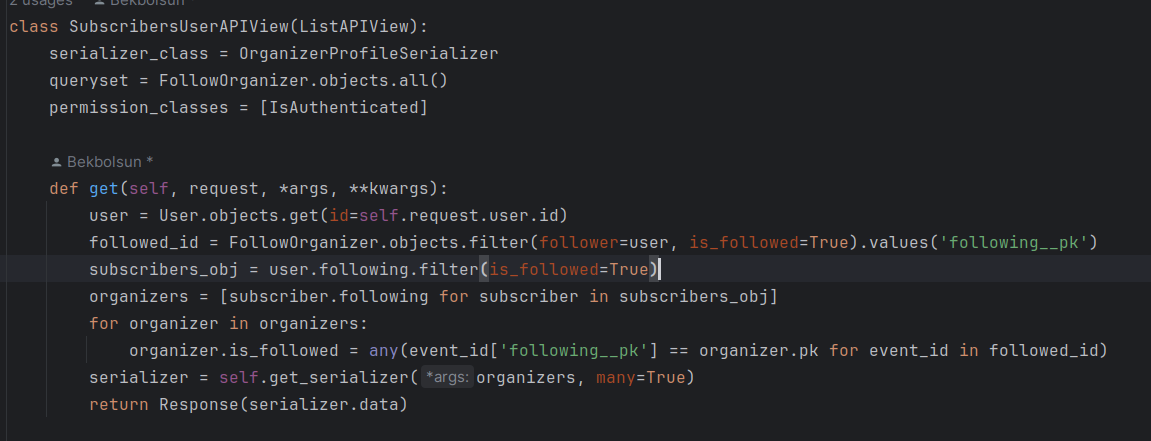 2 usages Bekbolsun *
class SubscribersUserAPIView(ListAPIView):
    serializer_class = OrganizerProfileSerializer
    queryset = FollowOrganizer.objects.all()
    permission_classes = [IsAuthenticated]
    Bekbolsun *
    def get(self, request, *args, **kwargs):
        user = User.objects.get(id=self.request.user.id)
        followed_id = FollowOrganizer.objects.filter(follower=user, is_followed=True).values('following__pk')
        subscribers_obj = user.following.filter(is_followed=True)
        organizers = [subscriber.following for subscriber in subscribers_obj]
        for organizer in organizers:
            organizer.is_followed = any(event_id['following__pk'] == organizer.pk for event_id in followed_id)
        serializer = self.get_serializer( *args: organizers, many=True)
        return Response(serializer.data)